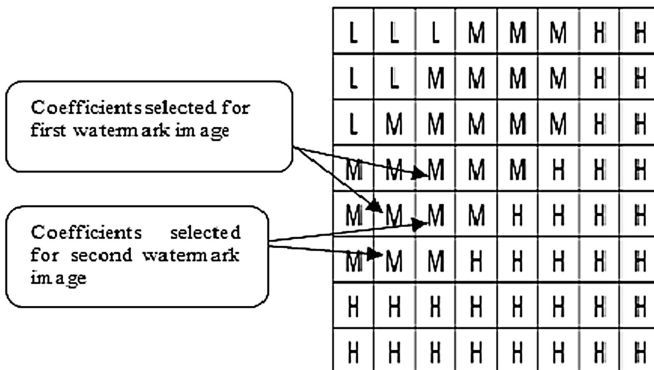 Coefficients selected for
first watermark image
Coefficients selected
for second watermark
image
L L L M M M H H
L L M M M M H H
L M M M M M H H
M M M M M H H H
M M M M H H H H
M M M H H H H H
H H H H H H H H
H H H H H H H H